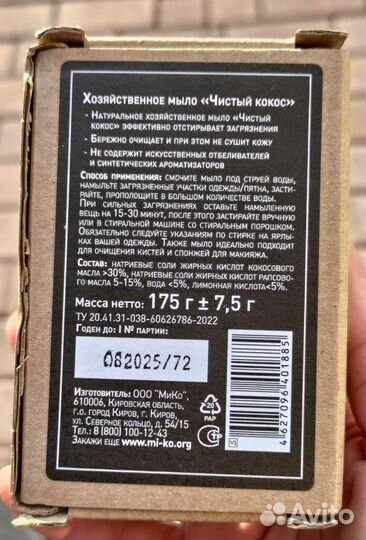 Хозяйственное мыло «Чистый кокос»
- Натуральное хозяйственное мыло «Чистый
кокос» эффективно отстирывает загрязнения
- Бережно очищает и при этом не сушит кожу
- Не содержит искусственных отбеливателей
и синтетических ароматизаторов
Способ применения: смочите мыло под струей воды,
намыльте загрязненные участки одежды/пятна, засти-
райте, прополощите в большом количестве воды.
При сильных загрязнениях оставьте намыленную
вещь на 15-30 минут, после этого застирайте вручную
или в стиральной машине со стиральным порошком.
Обязательно следуйте указаниям по стирке на ярлы-
ках вашей одежды. Также мыло идеально подходит
для очищения кистей и спонжей для макияжа.
Состав: натриевые соли жирных кислот кокосового
масла >30%, натриевые соли жирных кислот рапсово-
го масла 5-15%, вода <5%, лимонная кислота<5%.
Масса нетто: 175 г ± 7,5 г
ТУ 20.41.31-038-60626786-2022
Годен до: | № партии:
082025/72
Изготовитель: ООО "МиКо",
610006, Кировская область,
г.о. город Киров, г. Киров,
ул. Северное кольцо, д. 54/15
Тел.: 8 (800) 100-12-43
Закажи еще www.mi-ko.org
20
PAP
V3
4627096401885
Avito